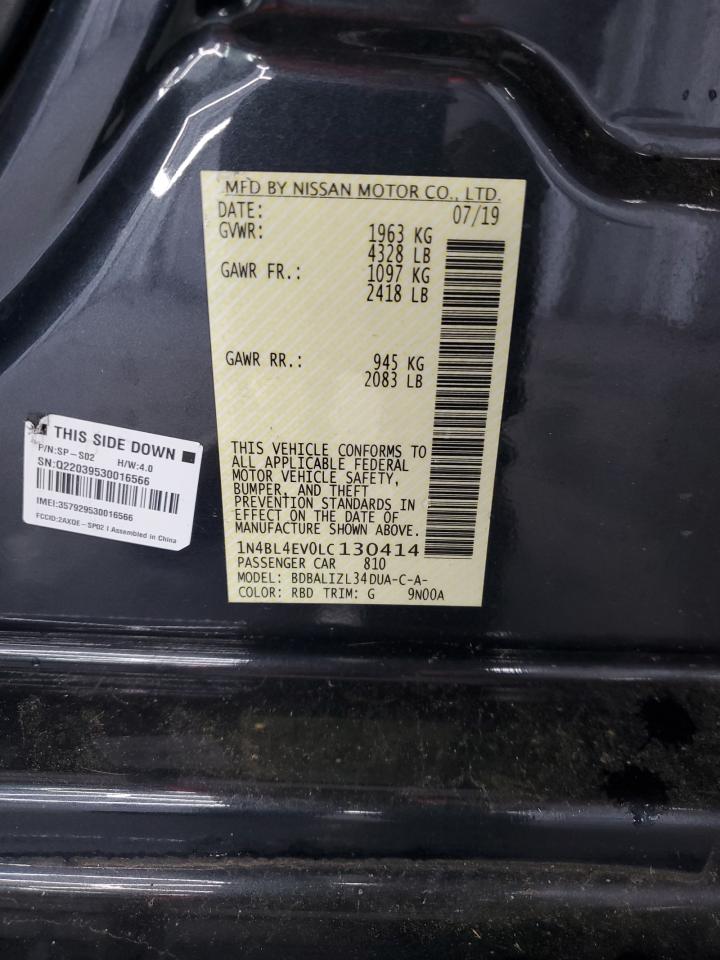 MFD BY NISSAN MOTOR CO., LTD.
DATE: 07/19
GVWR: 1963 KG
4328 LB
GAWR FR.: 1097 KG
2418 LB
GAWR RR.: 945 KG
2083 LB
THIS VEHICLE CONFORMS TO
ALL APPLICABLE FEDERAL
MOTOR VEHICLE SAFETY,
BUMPER, AND THEFT
PREVENTION STANDARDS IN
EFFECT ON THE DATE OF
MANUFACTURE SHOWN ABOVE.
1N4BL4EV0LC130414
PASSENGER CAR 810
MODEL: BDBALIZL34DUA-C-A-
COLOR: RBD TRIM: G 9N00A
THIS SIDE DOWN
P/N:SP-S02 H/W:4.0
SN:Q22039530016566
IMEI:357929530016566
FCCID:2AXQE-SP02 I Assembled in China